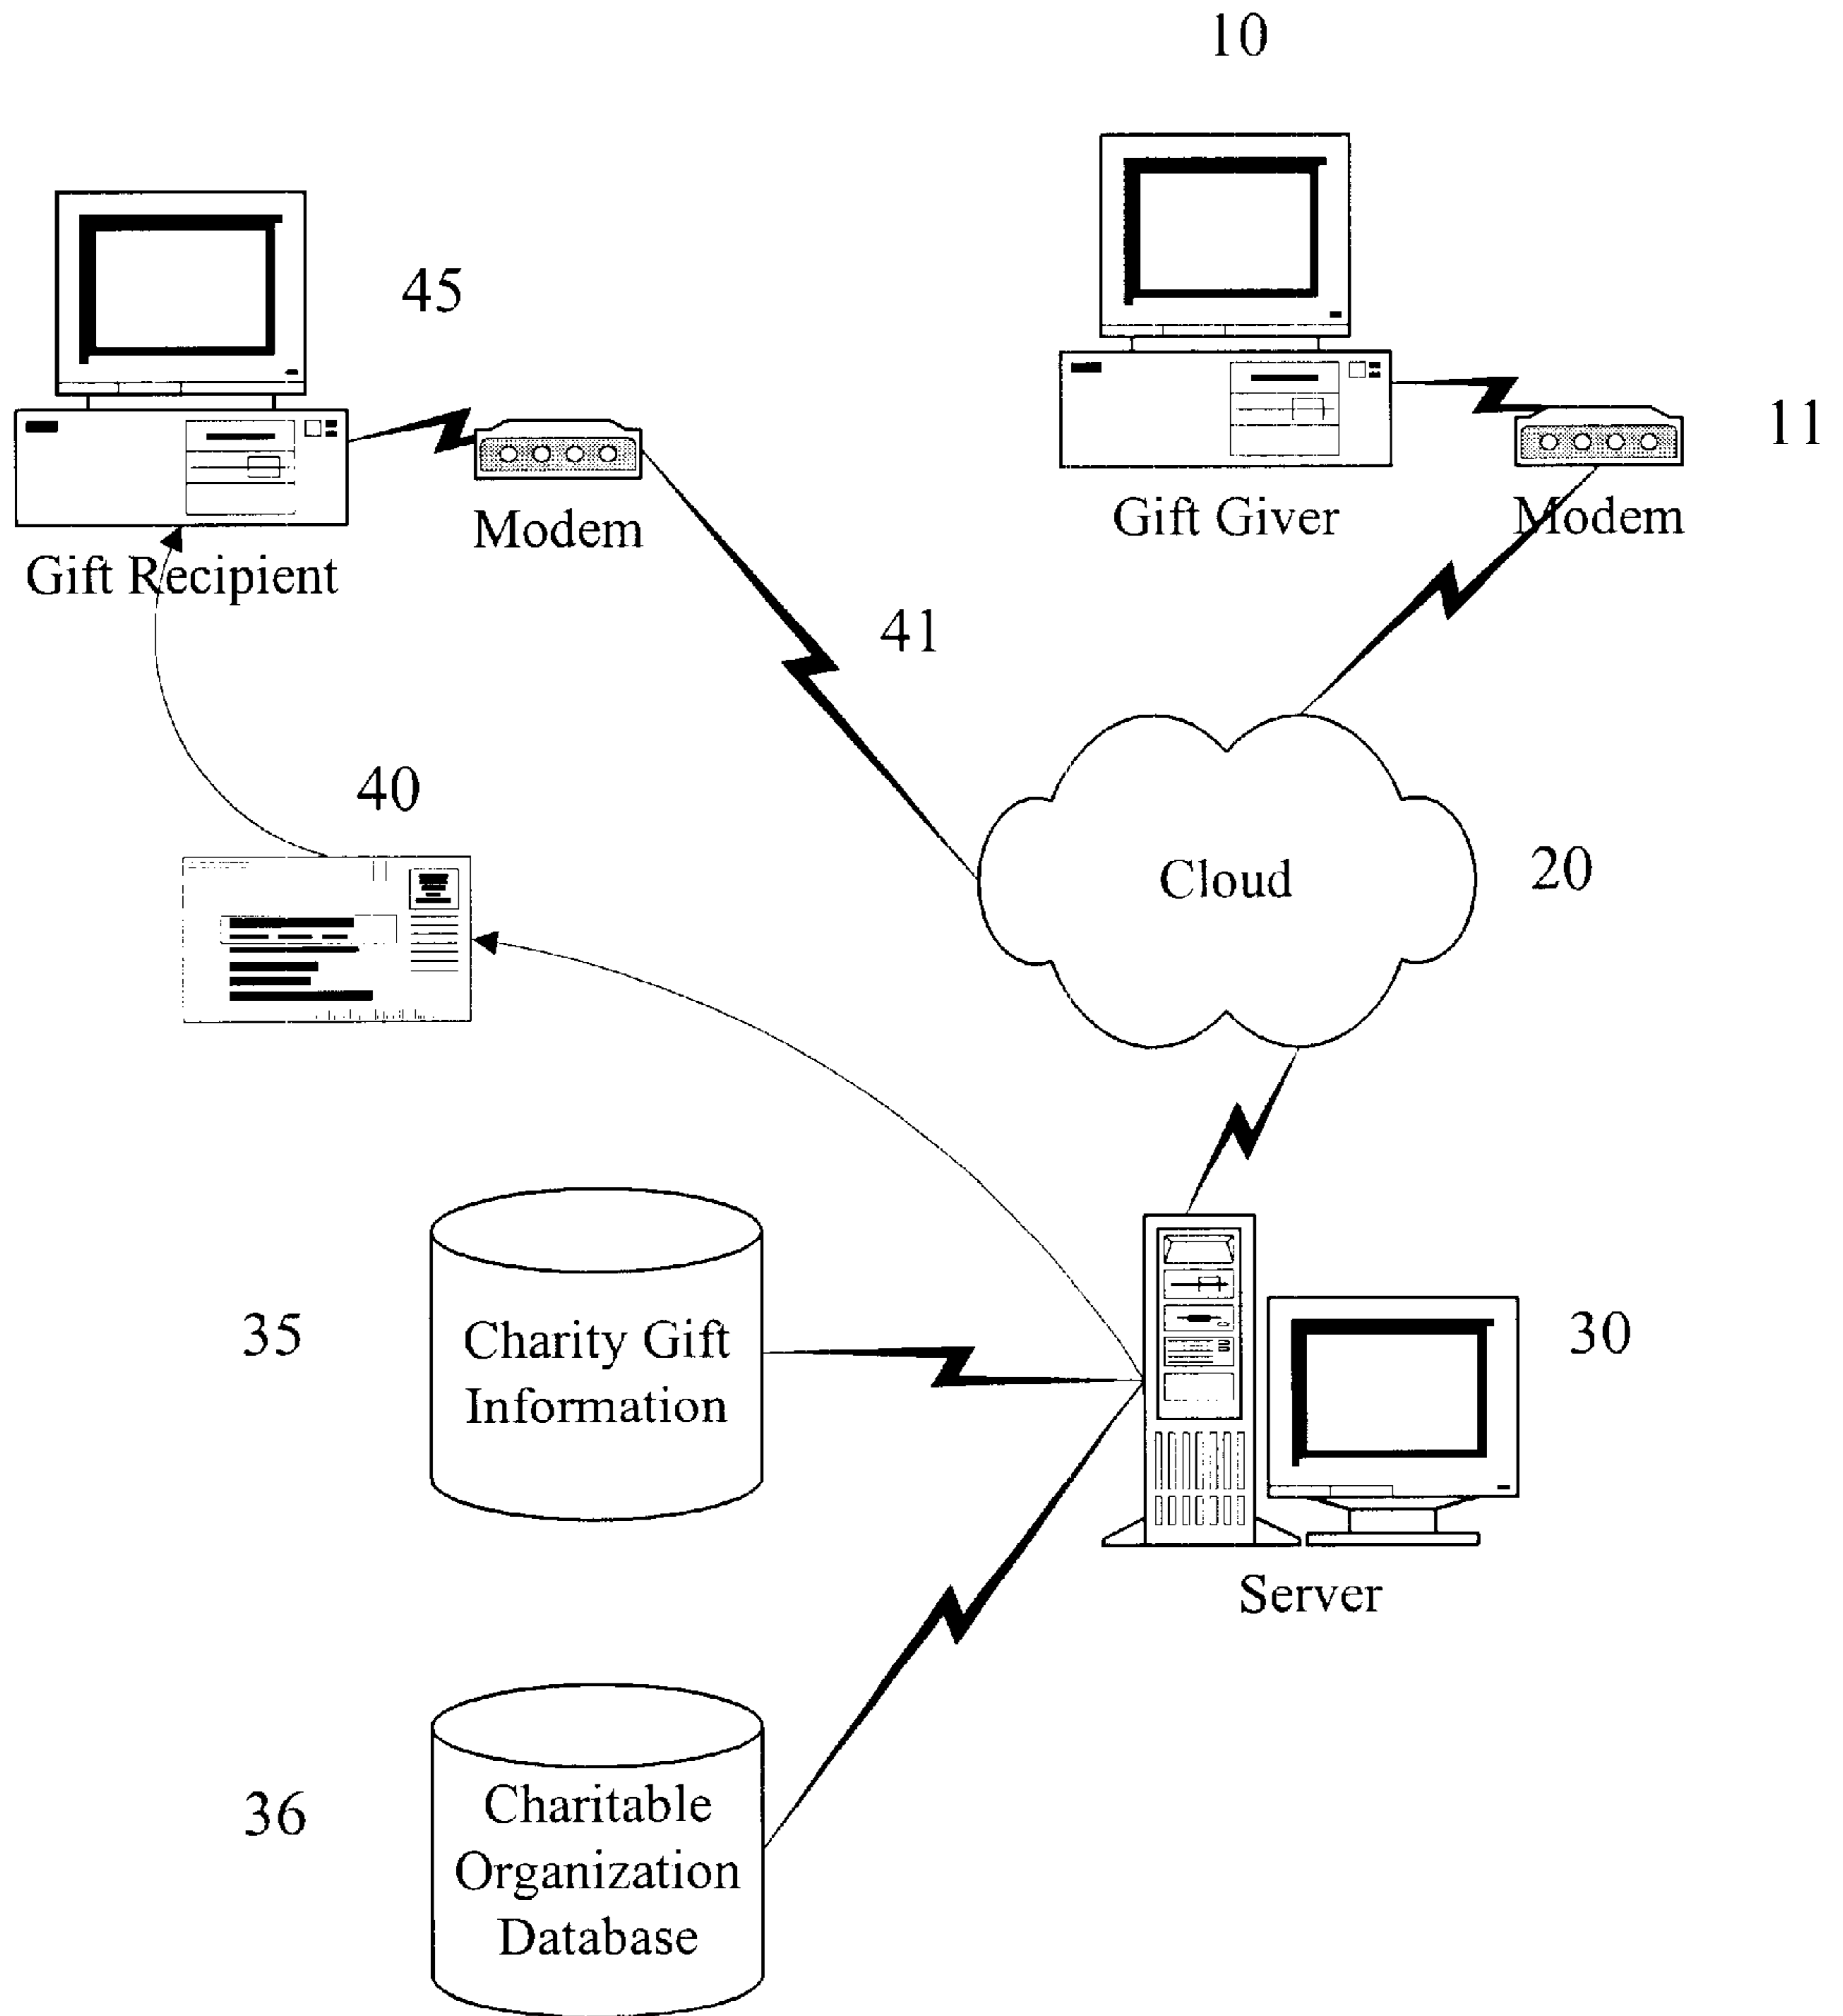 10
45
11
Gift Giver
Modem
Modem
Gift Recipient
41
40
Cloud
20
35
Charity Gift
Information
30
Server
36
Charitable
Organization
Database